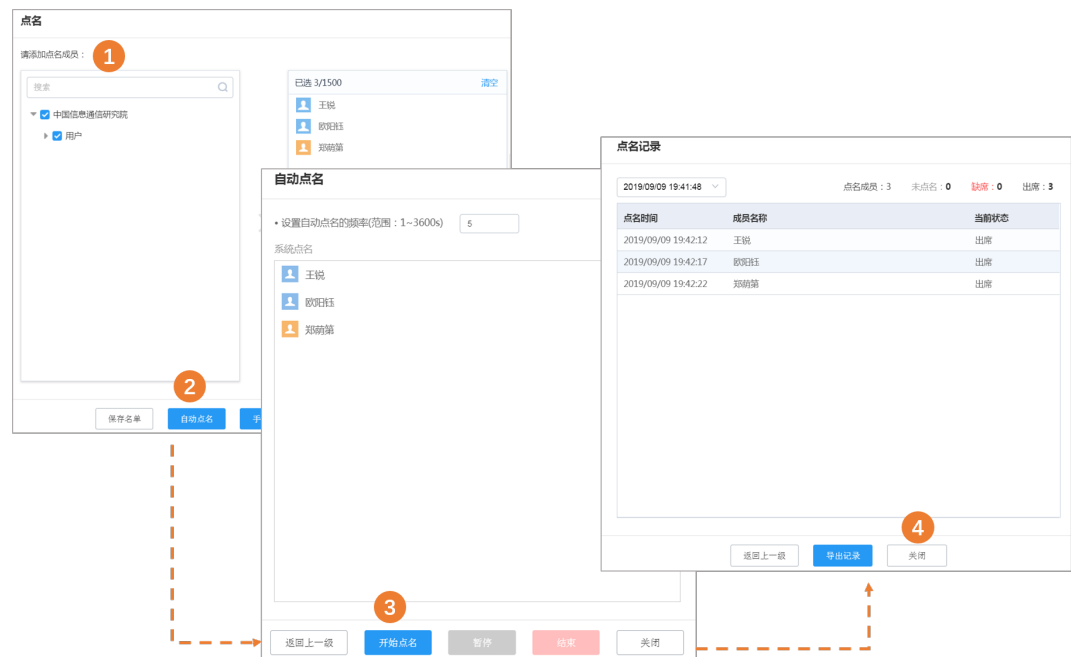 点名
请添加点名成员：
1
搜索
中国信息通信研究院
用户
已选 3/1500 清空
王锐
欧阳钰
郑萌第
2
保存名单 自动点名 手
自动点名
• 设置自动点名的频率(范围：1~3600s) 5
系统点名
王锐
欧阳钰
郑萌第
3
返回上一级 开始点名 暂停 结束 关闭
点名记录
2019/09/09 19:41:48 点名成员：3 未点名：0 缺席：0 出席：3
点名时间 成员名称 当前状态
2019/09/09 19:42:12 王锐 出席
2019/09/09 19:42:17 欧阳钰 出席
2019/09/09 19:42:22 郑萌第 出席
4
返回上一级 导出记录 关闭